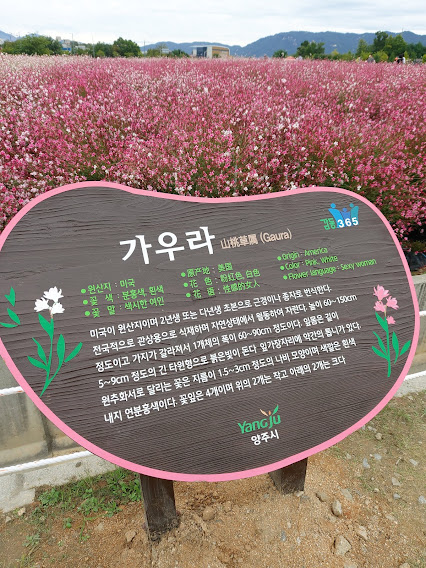 가우라 山桃草属 (Gaura)
감동 365
원산지 : 미국
꽃 색 : 분홍색, 흰색
꽃 말 : 섹시한 여인
原产地 : 美国
花 色 : 粉红色, 白色
花 语 : 性感的女人
Origin : America
Color : Pink, White
Flower language : Sexy women
미국이 원산지이며 2년년생 또는 다년생 초본으로 근경이나 종자로 번식한다.
전국적으로 관상용으로 식재하며 자연상태에서 월동하여 자란다. 높이 60~150cm
정도이고 가지가 갈라져서 1개체의 폭이 60~90cm 정도이다. 잎몸은 길이
5~9cm 정도의 긴 타원형으로 붉은빛이 돈다. 잎가장자리에 약간의 톱니가 있다.
원추화서로 달리는 꽃은 지름이 1.5~3cm 정도의 나비 모양이며 색깔은 흰색
내지 연분홍색이다. 꽃잎은 4개이며 위의 2개는 작고 아래의 2개는 크다
Yangju
양주시